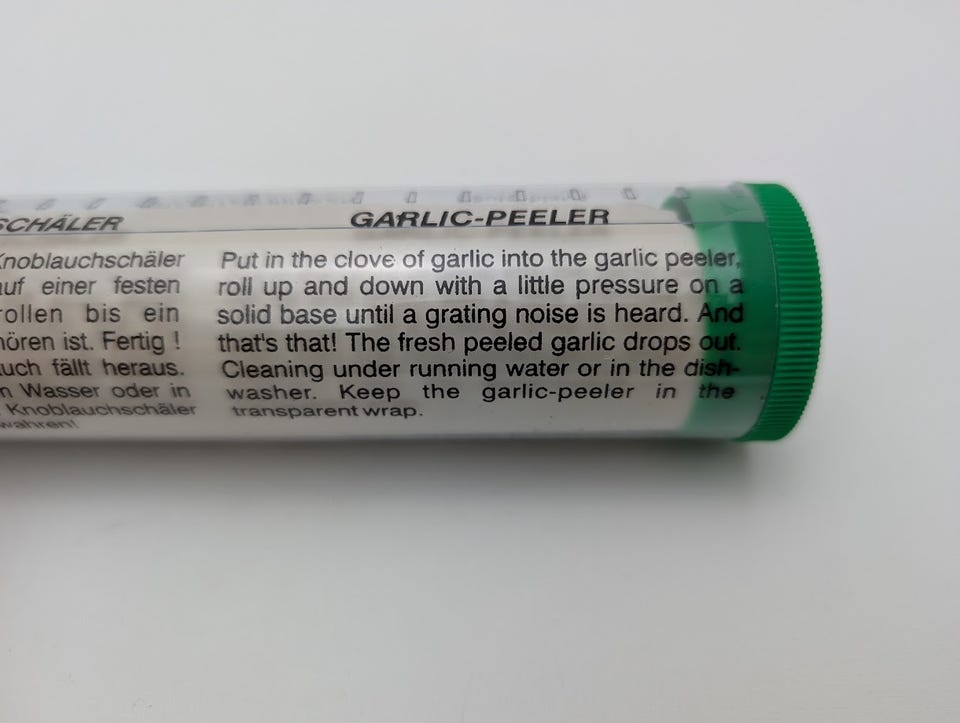 SCHÄLER
Knoblauchschäler
auf einer festen
rollen bis ein
hören ist. Fertig !
uch fällt heraus.
n Wasser oder in
Knoblauchschäler
wahren!
GARLIC-PEELER
Put in the clove of garlic into the garlic peeler,
roll up and down with a little pressure on a
solid base until a grating noise is heard. And
that's that! The fresh peeled garlic drops out.
Cleaning under running water or in the dish-
washer. Keep the garlic-peeler in the
transparent wrap.